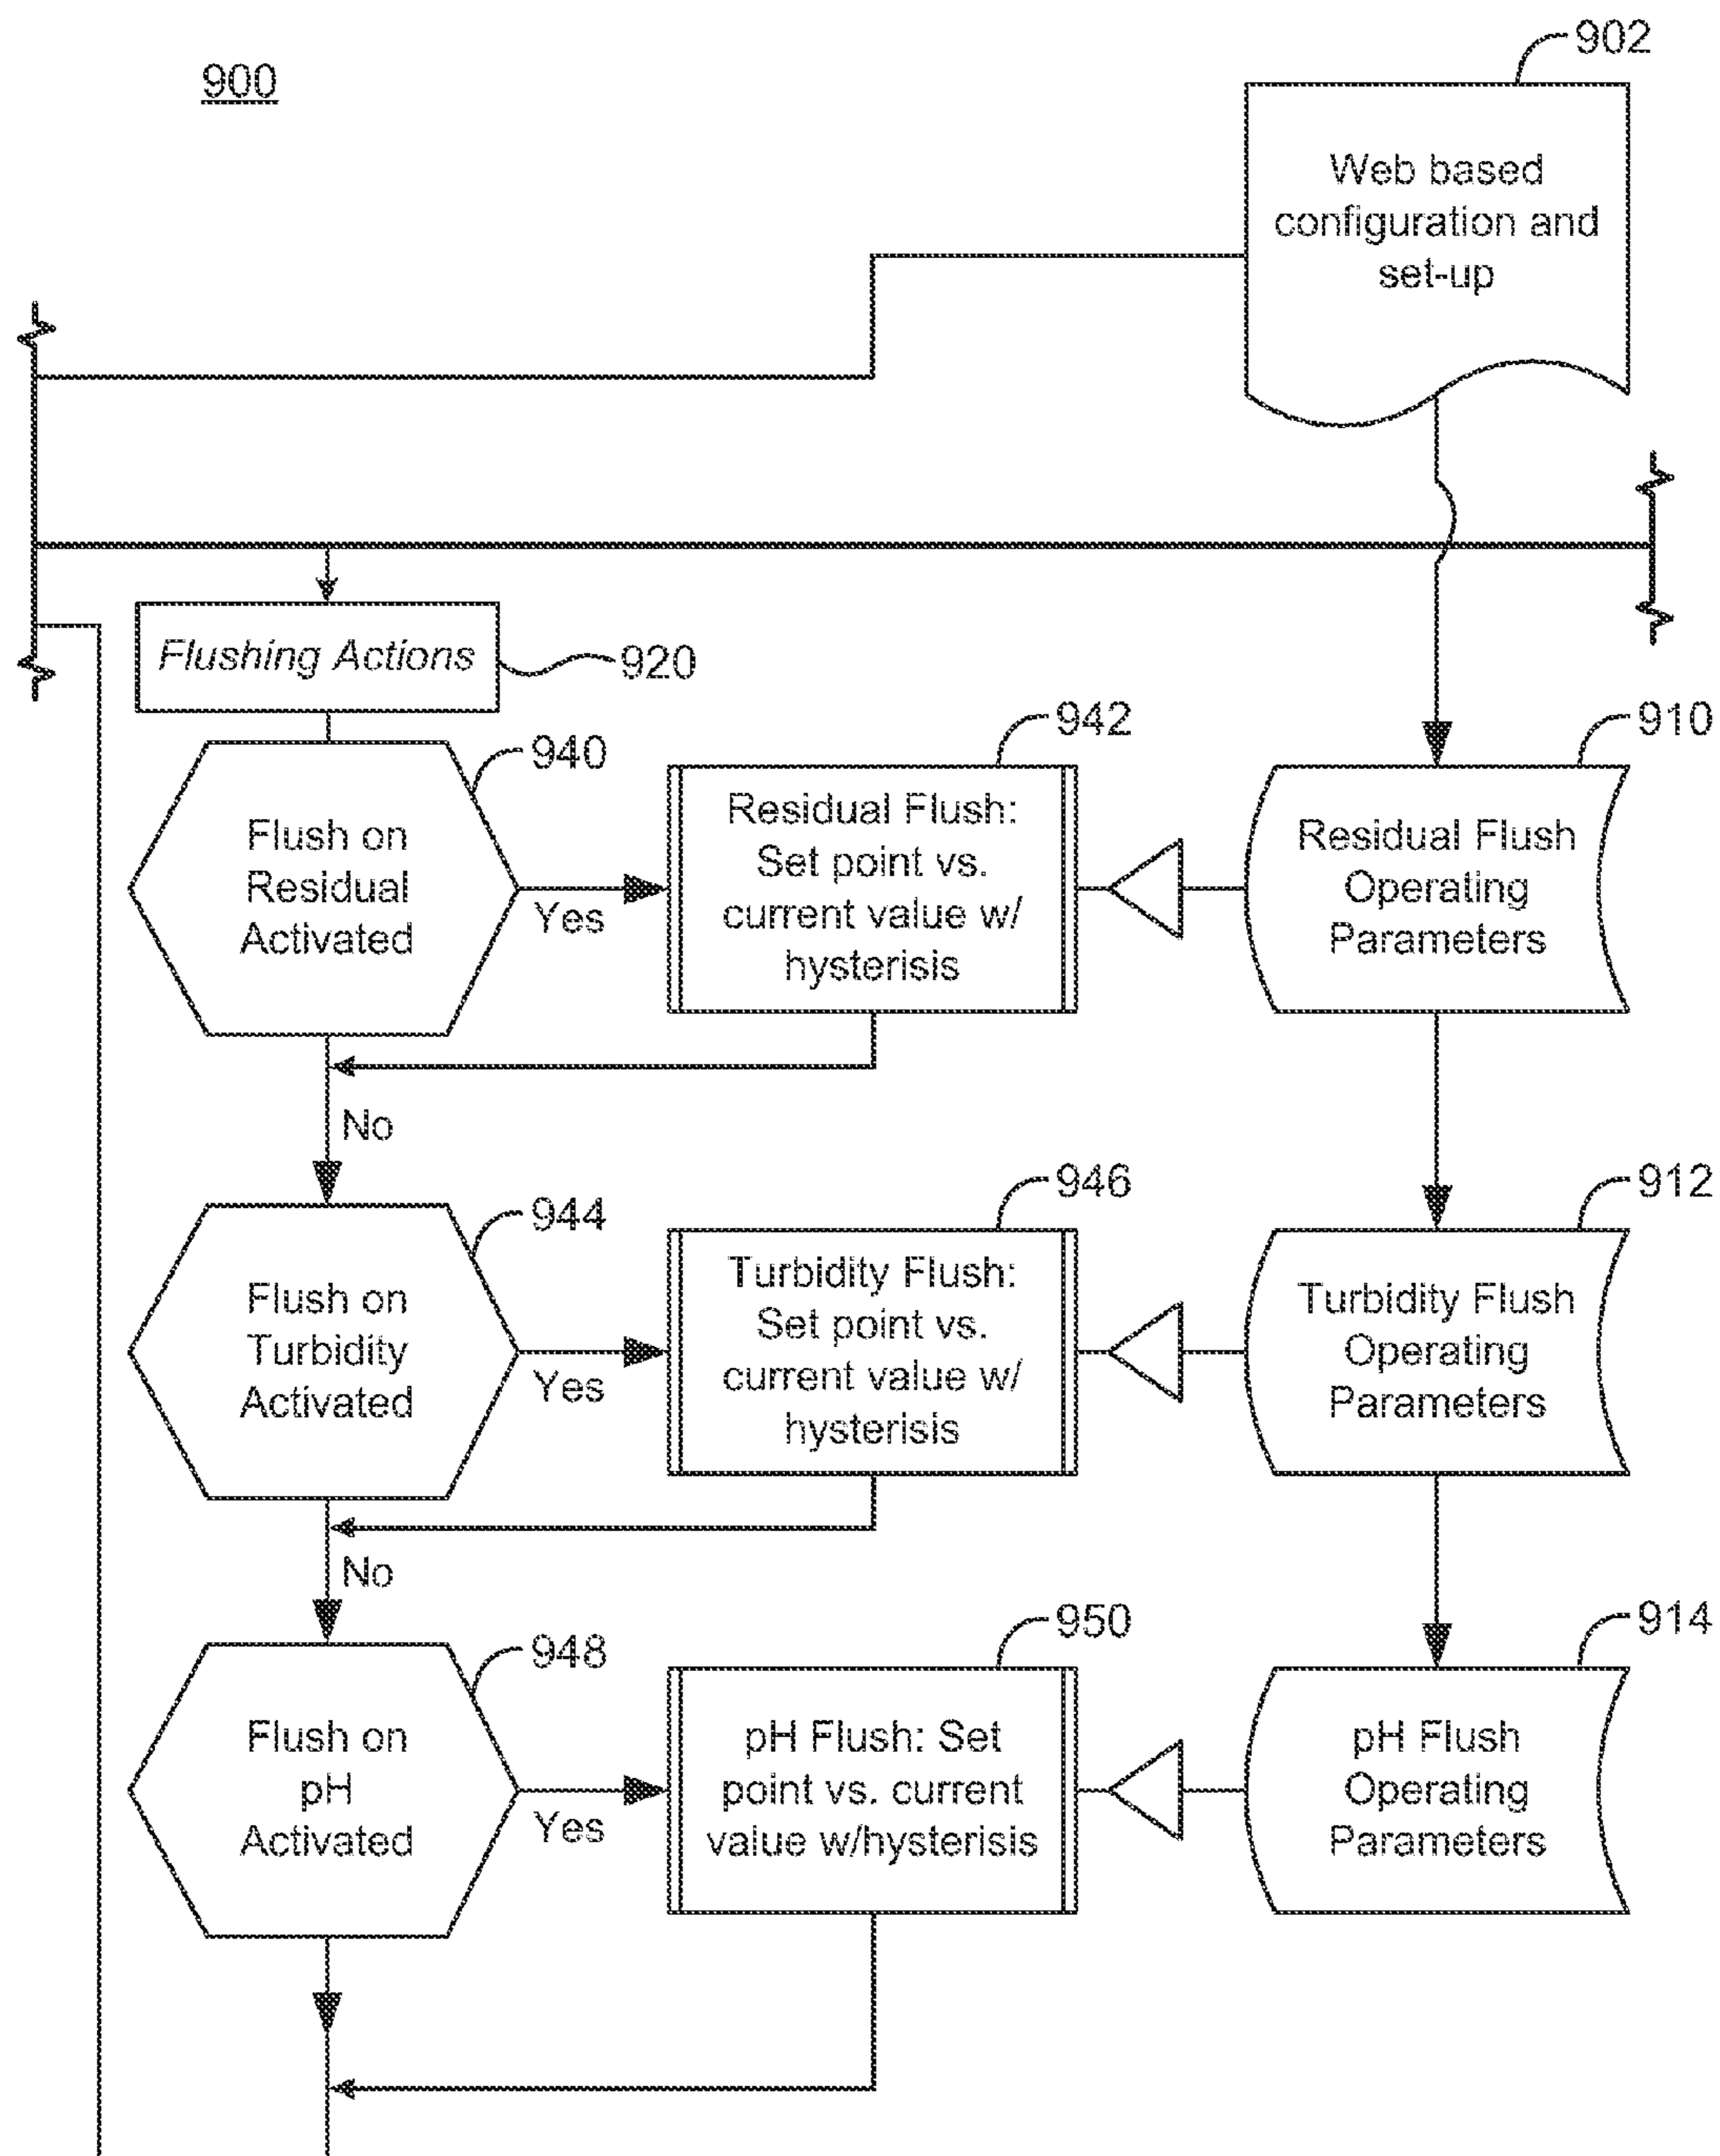 900
902
Web based
configuration and
set-up
Flushing Actions
920
940
Flush on
Residual
Activated
Yes
No
942
Residual Flush:
Set point vs.
current value w/
hysterisis
910
Residual Flush
Operating
Parameters
944
Flush on
Turbidity
Activated
Yes
No
946
Turbidity Flush:
Set point vs.
current value w/
hysterisis
912
Turbidity Flush
Operating
Parameters
948
Flush on
pH
Activated
Yes
950
pH Flush: Set
point vs. current
value w/hysterisis
914
pH Flush
Operating
Parameters